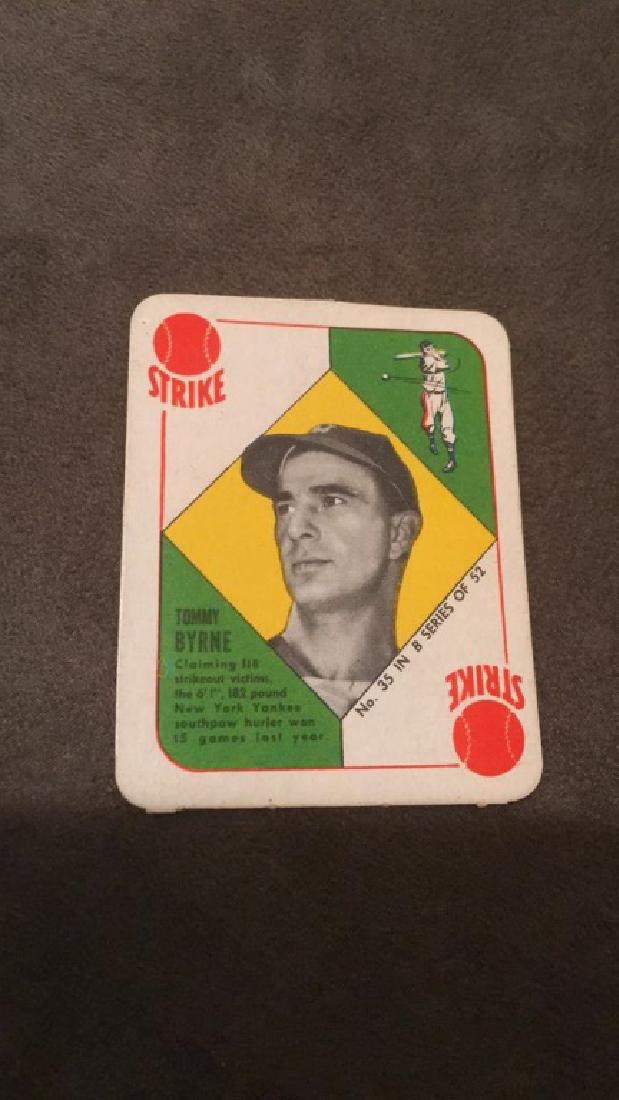 STRIKE
TOMMY
BYRNE
Claiming 118
strikeout victims,
the 6' 1", 182 pound
New York Yankee
southpaw hurler won
15 games last year.
No. 35 IN B SERIES OF 52
STRIKE